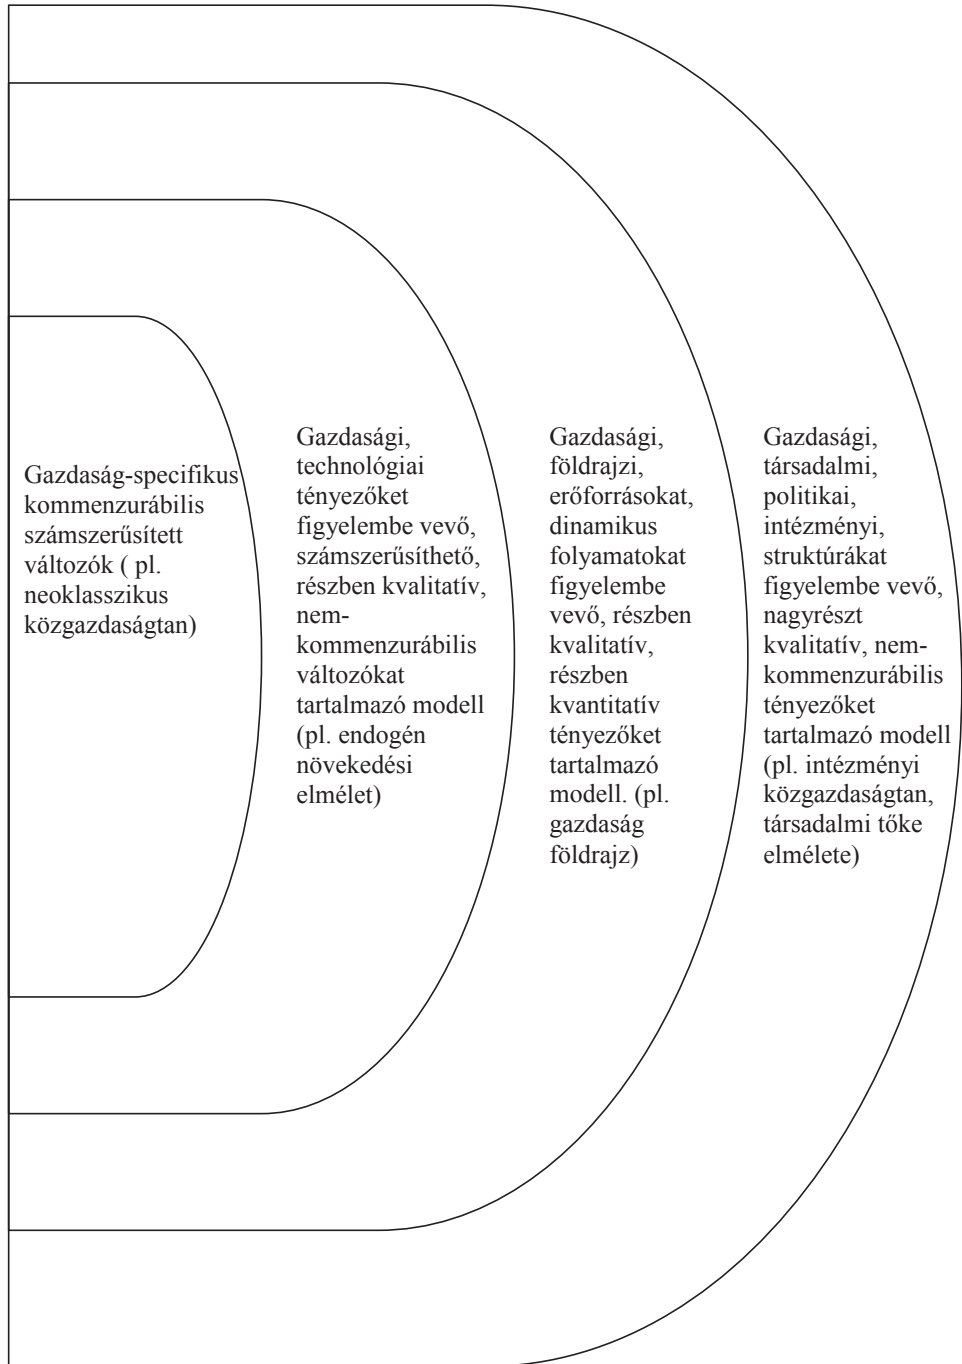 Gazdaság-specifikus
kommenzurábilis
számszerűsített
változók ( pl.
neoklasszikus
közgazdaságtan)
Gazdasági,
technológiai
tényezőket
figyelembe vevő,
számszerűsíthető,
részben kvalitatív,
nem-
kommenzurábilis
változókat
tartalmazó modell
(pl. endogén
növekedési
elmélet)
Gazdasági,
földrajzi,
erőforrásokat,
dinamikus
folyamatokat
figyelembe
vevő, részben
kvalitatív,
részben
kvantitatív
tényezőket
tartalmazó
modell. (pl.
gazdaság
földrajz)
Gazdasági,
társadalmi,
politikai,
intézményi,
struktúrákat
figyelembe vevő,
nagyrészt
kvalitatív, nem-
kommenzurábilis
tényezőket
tartalmazó modell
(pl. intézményi
közgazdaságtan,
társadalmi tőke
elmélete)